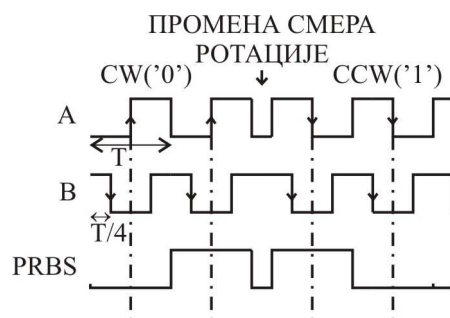 ПРОМЕНА СМЕРА
РОТАЦИЈЕ
CW('0')
CCW('1')
A
T
B
T/4
PRBS